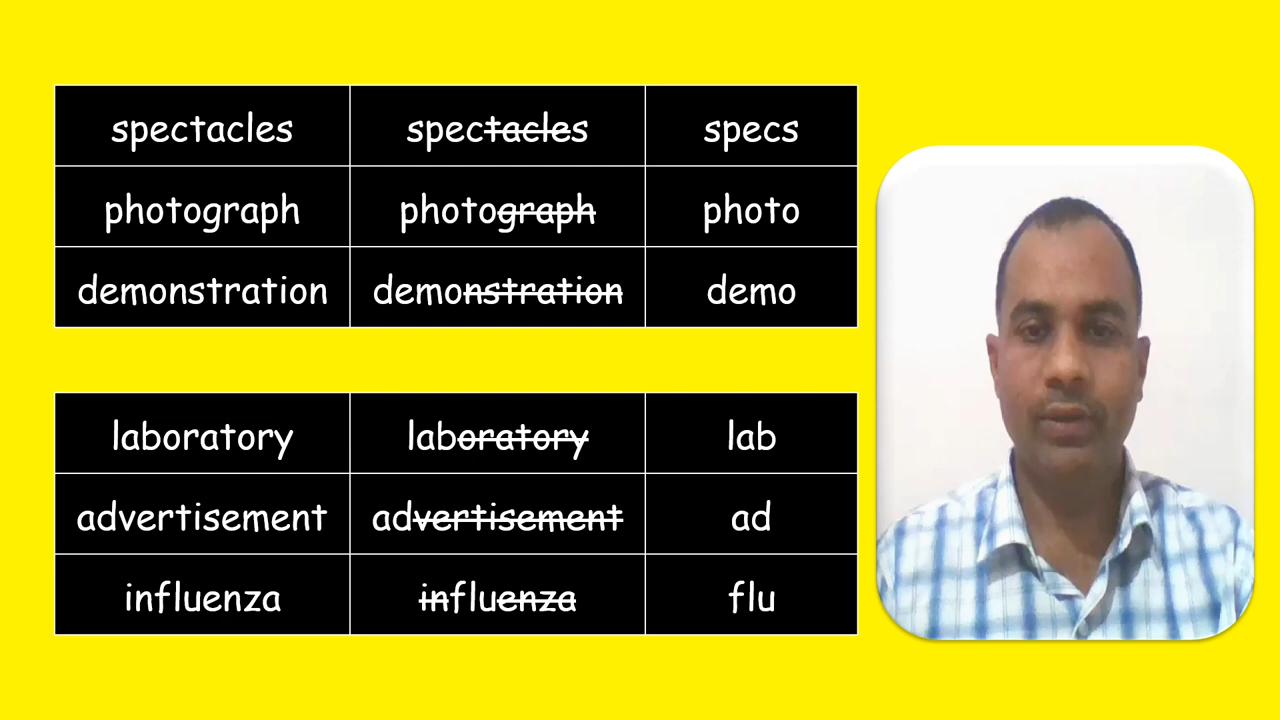 spectacles spectacles specs
photograph photograph photo
demonstration demonstration demo
laboratory laboratory lab
advertisement advertisement ad
influenza influenza flu